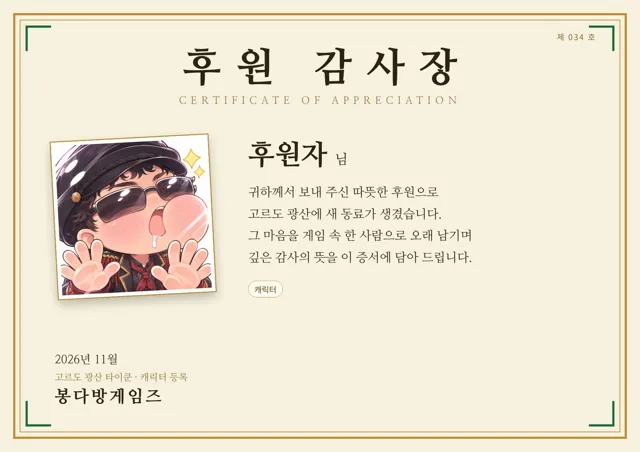 제 034 호
후원 감사장
CERTIFICATE OF APPRECIATION
후원자 님
귀하께서 보내 주신 따뜻한 후원으로
고르도 광산에 새 동료가 생겼습니다.
그 마음을 게임 속 한 사람으로 오래 남기며
깊은 감사의 뜻을 이 증서에 담아 드립니다.
캐릭터
2026년 11월
고르도 광산 타이쿤 · 캐릭터 등록
봉다방게임즈